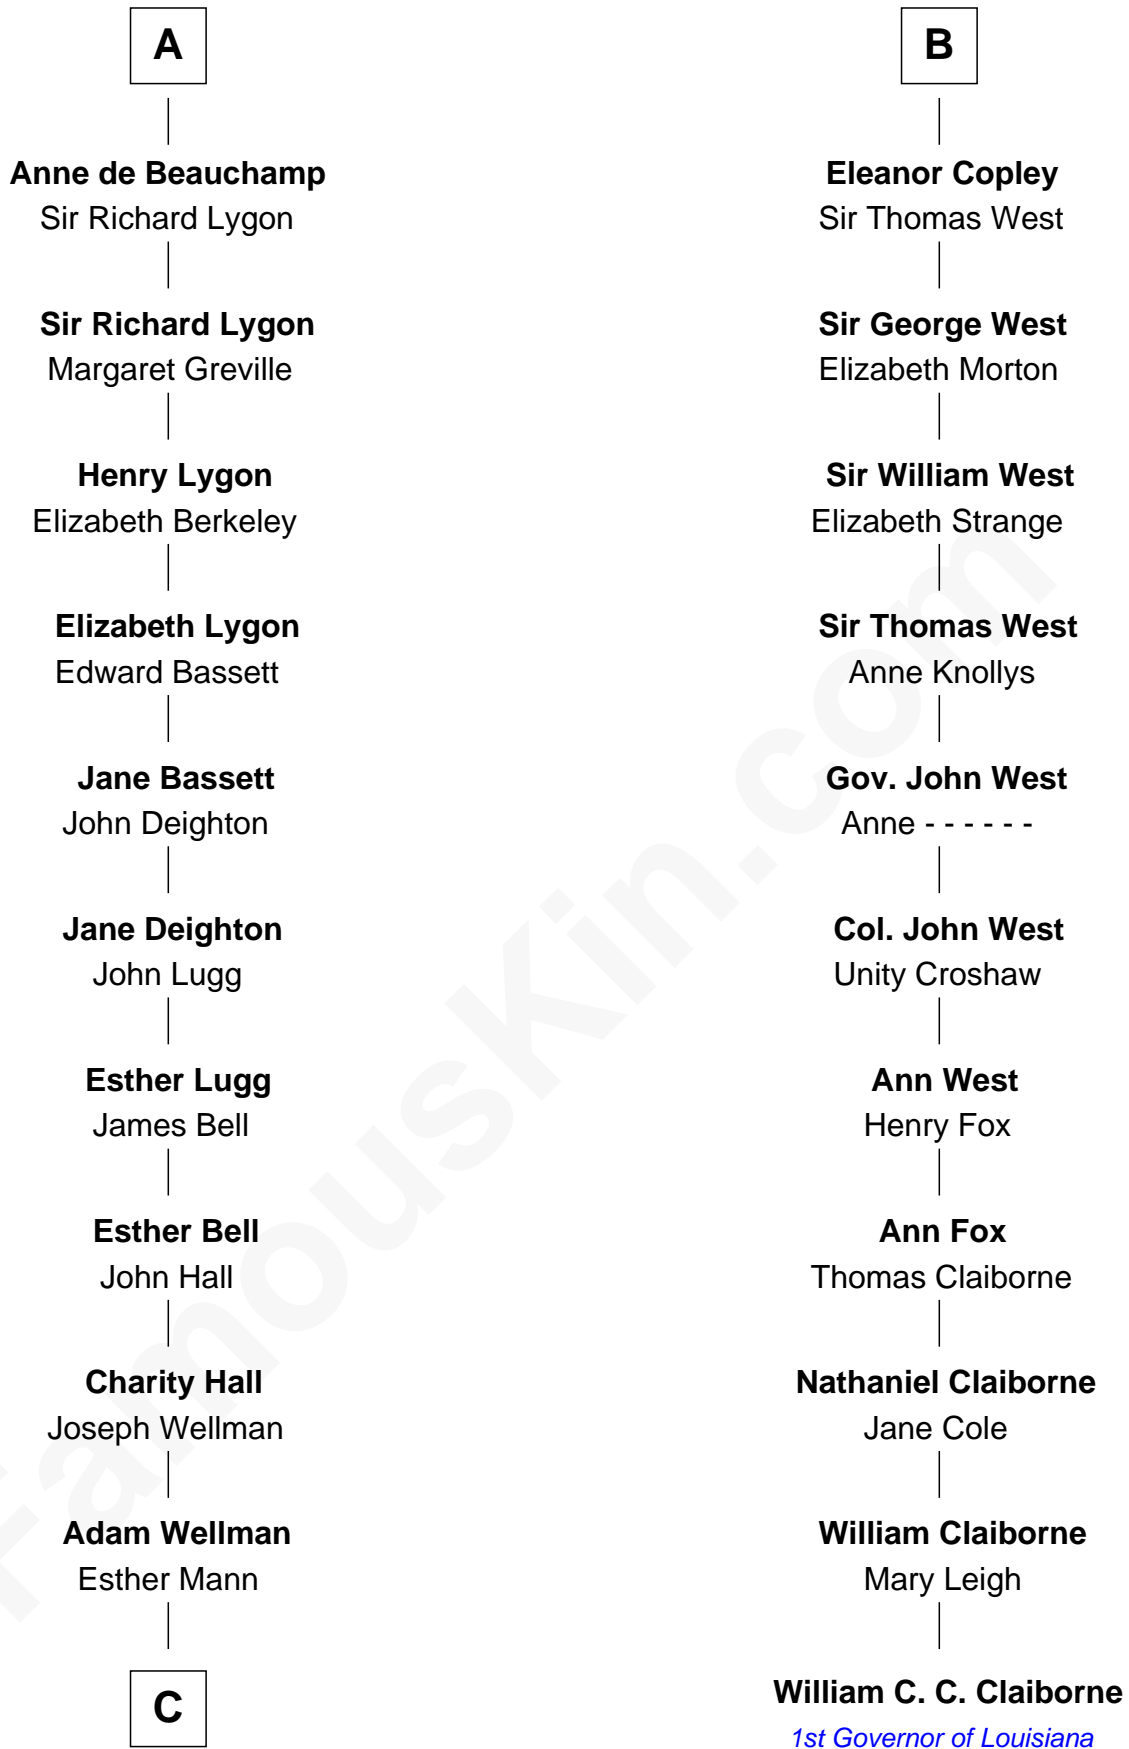 A
Anne de Beauchamp
Sir Richard Lygon
Sir Richard Lygon
Margaret Greville
Henry Lygon
Elizabeth Berkeley
Elizabeth Lygon
Edward Bassett
Jane Bassett
John Deighton
Jane Deighton
John Lugg
Esther Lugg
James Bell
Esther Bell
John Hall
Charity Hall
Joseph Wellman
Adam Wellman
Esther Mann
C
B
Eleanor Copley
Sir Thomas West
Sir George West
Elizabeth Morton
Sir William West
Elizabeth Strange
Sir Thomas West
Anne Knollys
Gov. John West
Anne - - - - - -
Col. John West
Unity Croshaw
Ann West
Henry Fox
Ann Fox
Thomas Claiborne
Nathaniel Claiborne
Jane Cole
William Claiborne
Mary Leigh
William C. C. Claiborne
1st Governor of Louisiana
FamousKin.com